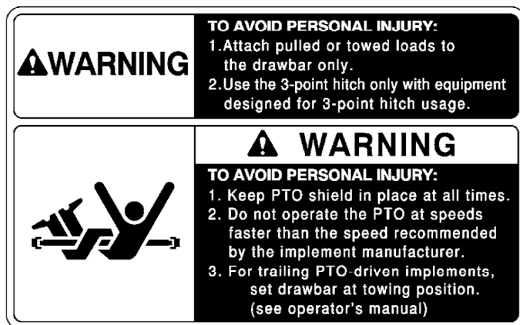 WARNING
TO AVOID PERSONAL INJURY:
1.Attach pulled or towed loads to
the drawbar only.
2.Use the 3-point hitch only with equipment
designed for 3-point hitch usage.
WARNING
TO AVOID PERSONAL INJURY:
1. Keep PTO shield in place at all times.
2. Do not operate the PTO at speeds
faster than the speed recommended
by the implement manufacturer.
3. For trailing PTO-driven implements,
set drawbar at towing position.
(see operator's manual)